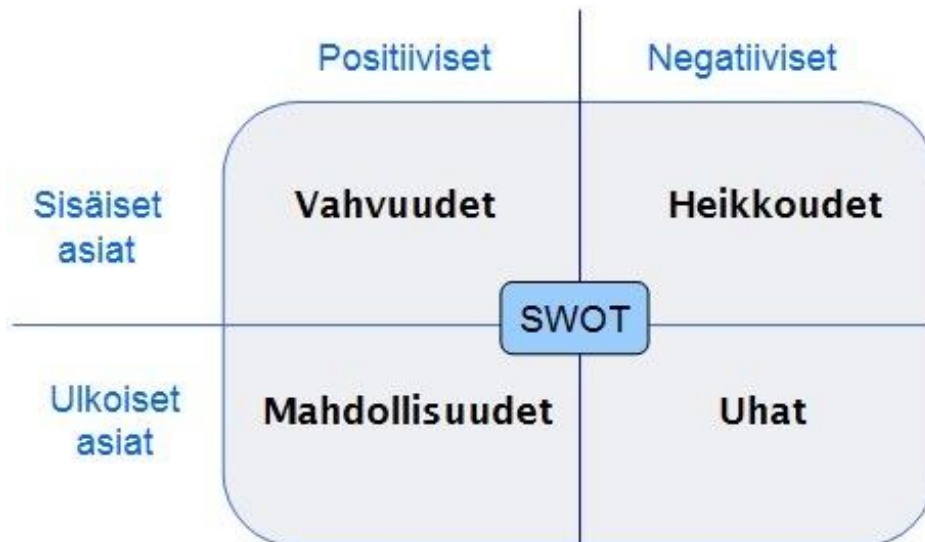 Positiiviset
Negatiiviset
Sisäiset
asiat
Vahvuudet
Heikkoudet
SWOT
Ulkoiset
asiat
Mahdollisuudet
Uhat